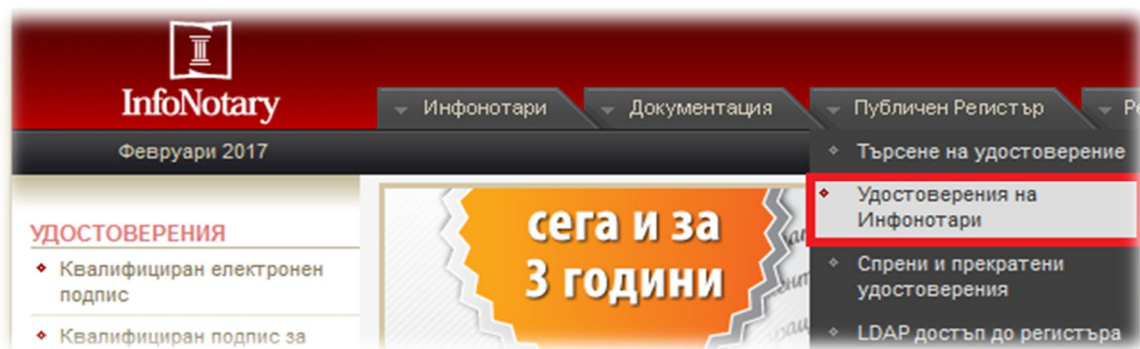 InfoNotary
Инфонотари
Документация
Публичен Регистър
Февруари 2017
Търсене на удостоверение
Удостоверения на
Инфонотари
Спрени и прекратени
удостоверения
LDAP достъп до регистъра
УДОСТОВЕРЕНИЯ
Квалифициран електронен
подпис
Квалифициран подпис за
сега и за
3 години